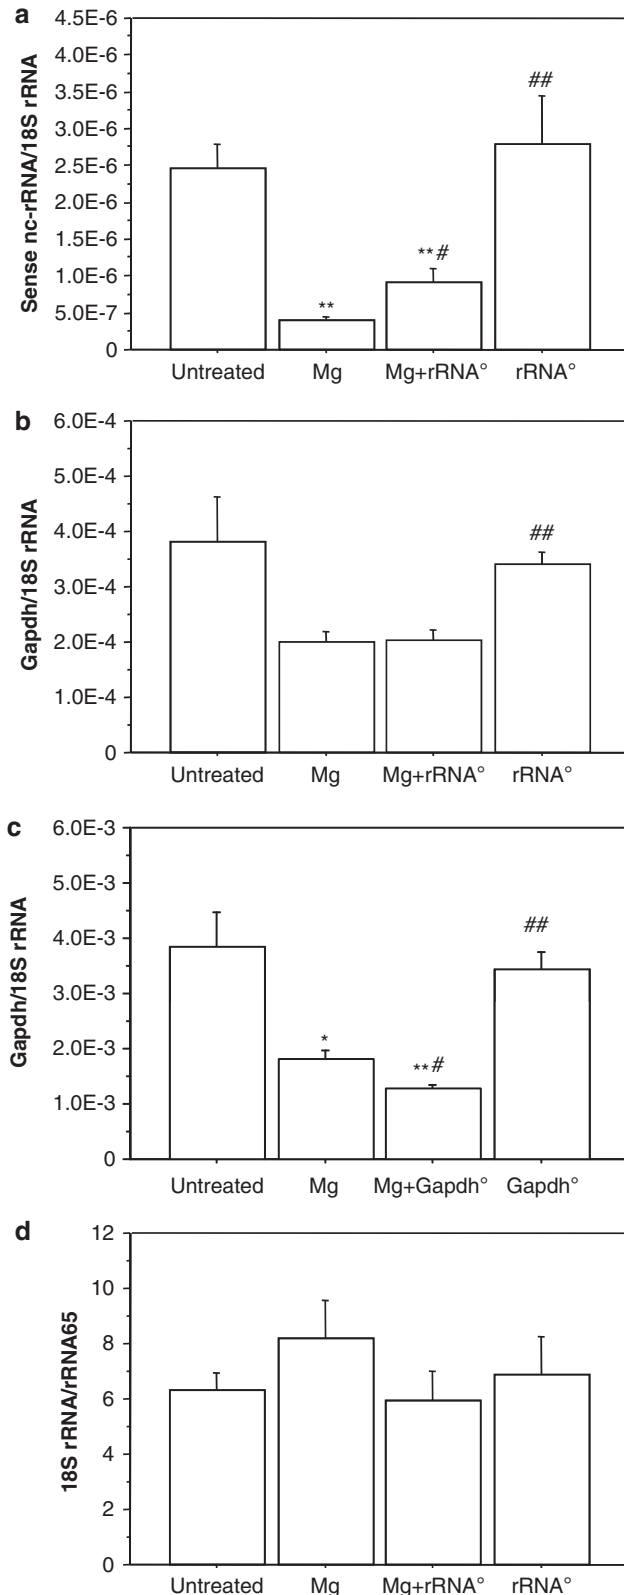 a
Sense nc-rRNA/18S rRNA
4.5E-6
4.0E-6
3.5E-6
3.0E-6
2.5E-6
2.0E-6
1.5E-6
1.0E-6
5.0E-7
0
**
**#
##
Untreated Mg Mg+rRNA° rRNA°
b
Gapdh/18S rRNA
6.0E-4
5.0E-4
4.0E-4
3.0E-4
2.0E-4
1.0E-4
0
##
Untreated Mg Mg+rRNA° rRNA°
c
Gapdh/18S rRNA
6.0E-3
5.0E-3
4.0E-3
3.0E-3
2.0E-3
1.0E-3
0
*
**#
##
Untreated Mg Mg+Gapdh° Gapdh°
d
18S rRNA/rRNA65
12
10
8
6
4
2
0
Untreated Mg Mg+rRNA° rRNA°